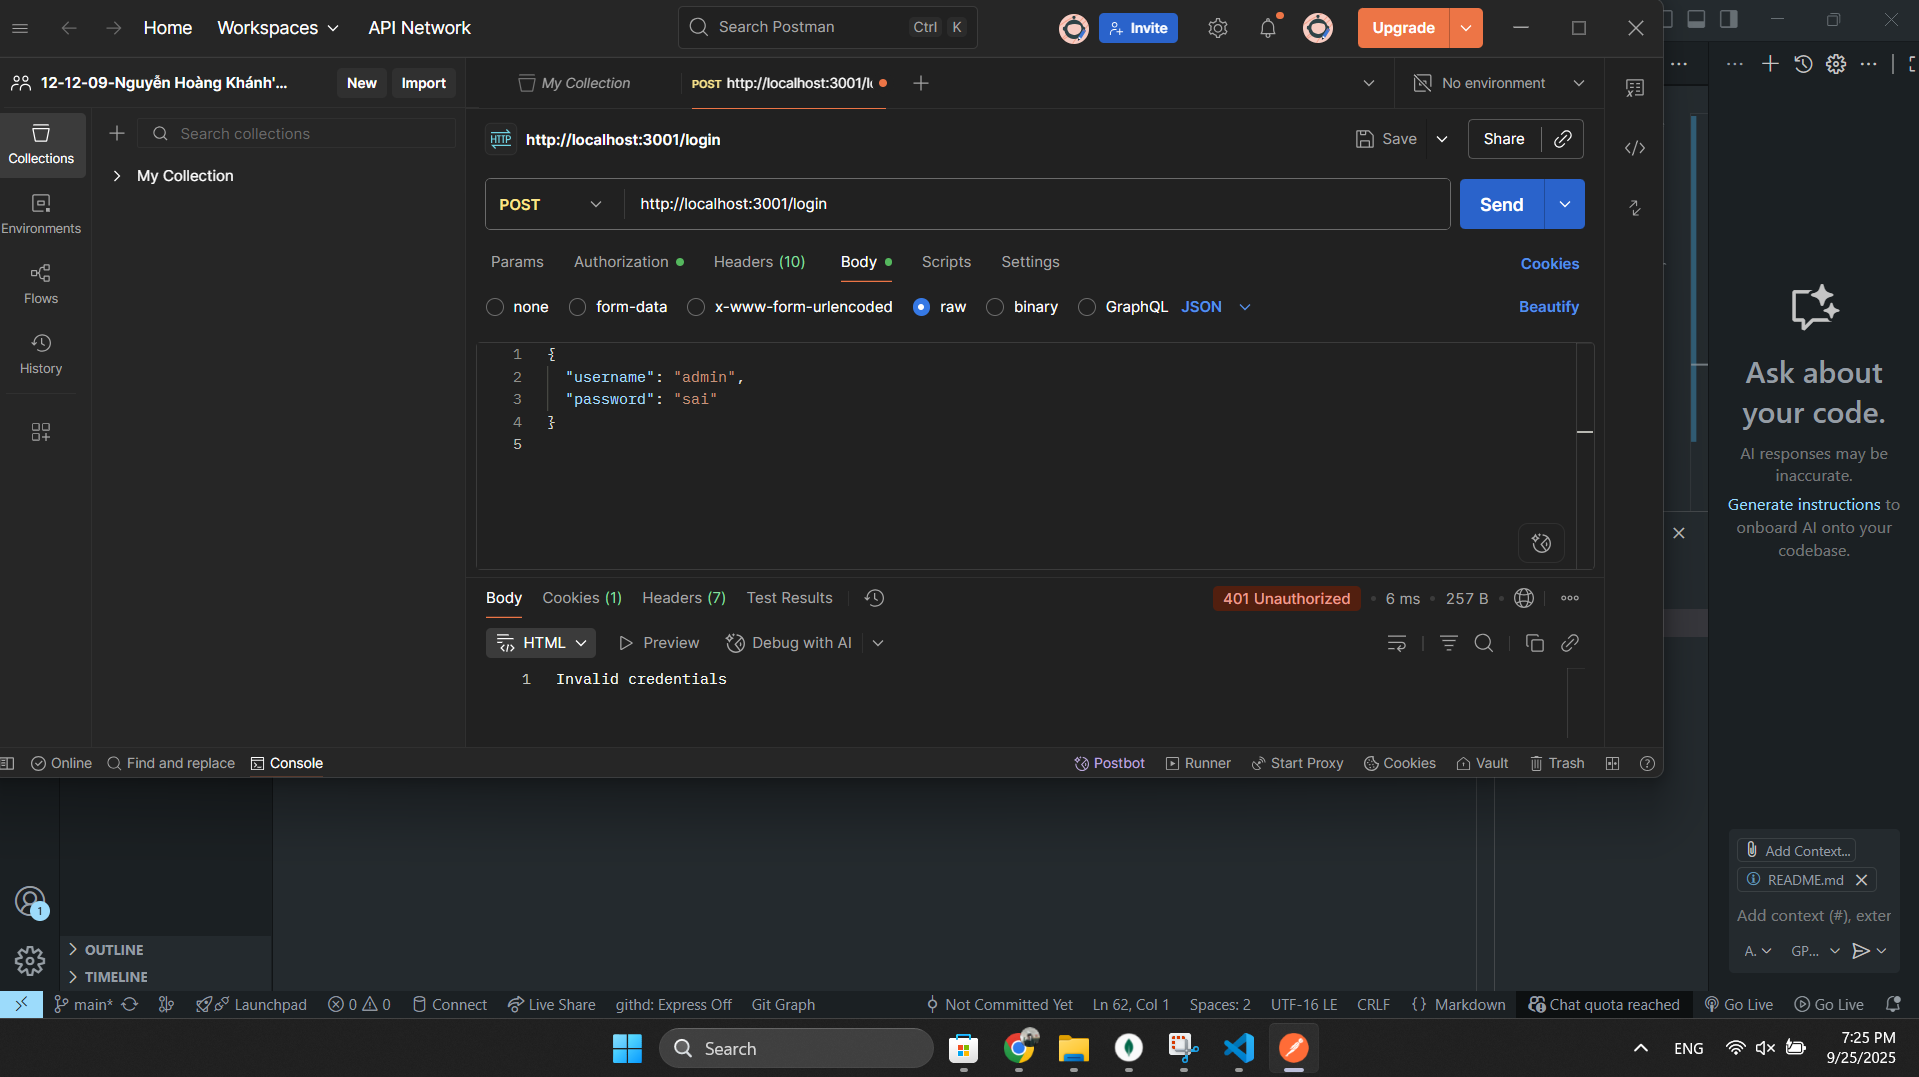 Home
Workspaces
API Network
Search Postman
Ctrl K
Invite
Upgrade
12-12-09-Nguyễn Hoàng Khánh'...
New
Import
My Collection
POST http://localhost:3001/l
No environment
Collections
Environments
Flows
History
Search collections
My Collection
HTTP http://localhost:3001/login
Save
Share
POST
http://localhost:3001/login
Send
Params
Authorization
Headers (10)
Body
Scripts
Settings
Cookies
none
form-data
x-www-form-urlencoded
raw
binary
GraphQL
JSON
Beautify
1 {
2 "username": "admin",
3 "password": "sai"
4 }
5
Body
Cookies (1)
Headers (7)
Test Results
401 Unauthorized
6 ms
257 B
HTML
Preview
Debug with AI
1 Invalid credentials
Online
Find and replace
Console
Postbot
Runner
Start Proxy
Cookies
Vault
Trash
Ask about
your code.
AI responses may be
inaccurate.
Generate instructions to
onboard AI onto your
codebase.
Add Context...
README.md
Add context (#), exter
A.
GP...
1
OUTLINE
TIMELINE
main*
Launchpad
0 0
Connect
Live Share
githd: Express Off
Git Graph
Not Committed Yet
Ln 62, Col 1
Spaces: 2
UTF-16 LE
CRLF
{} Markdown
Chat quota reached
Go Live
Go Live
Search
ENG
7:25 PM
9/25/2025